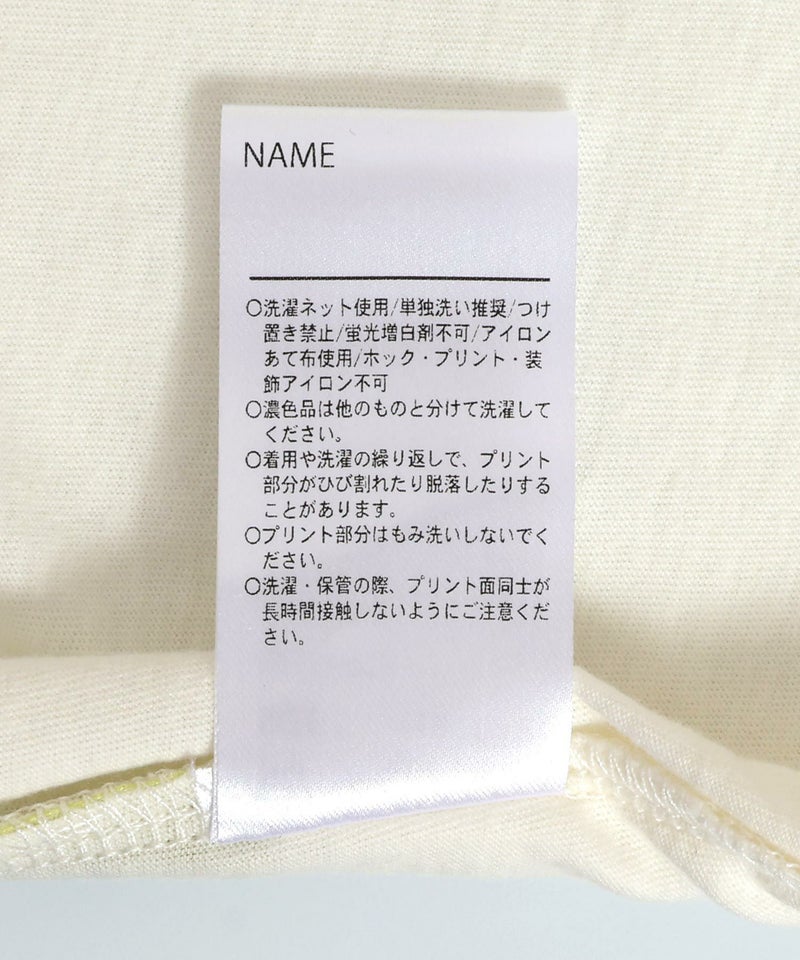 NAME
○洗濯ネット使用/単独洗い推奨/つけ
置き禁止/蛍光増白剤不可/アイロン
あて布使用/ホック・プリント・装
飾アイロン不可
○濃色品は他のものと分けて洗濯して
ください。
○着用や洗濯の繰り返しで、プリント
部分がひび割れたり脱落したりする
ことがあります。
○プリント部分はもみ洗いしないでく
ださい。
○洗濯・保管の際、プリント面同士が
長時間接触しないようにご注意くだ
さい。